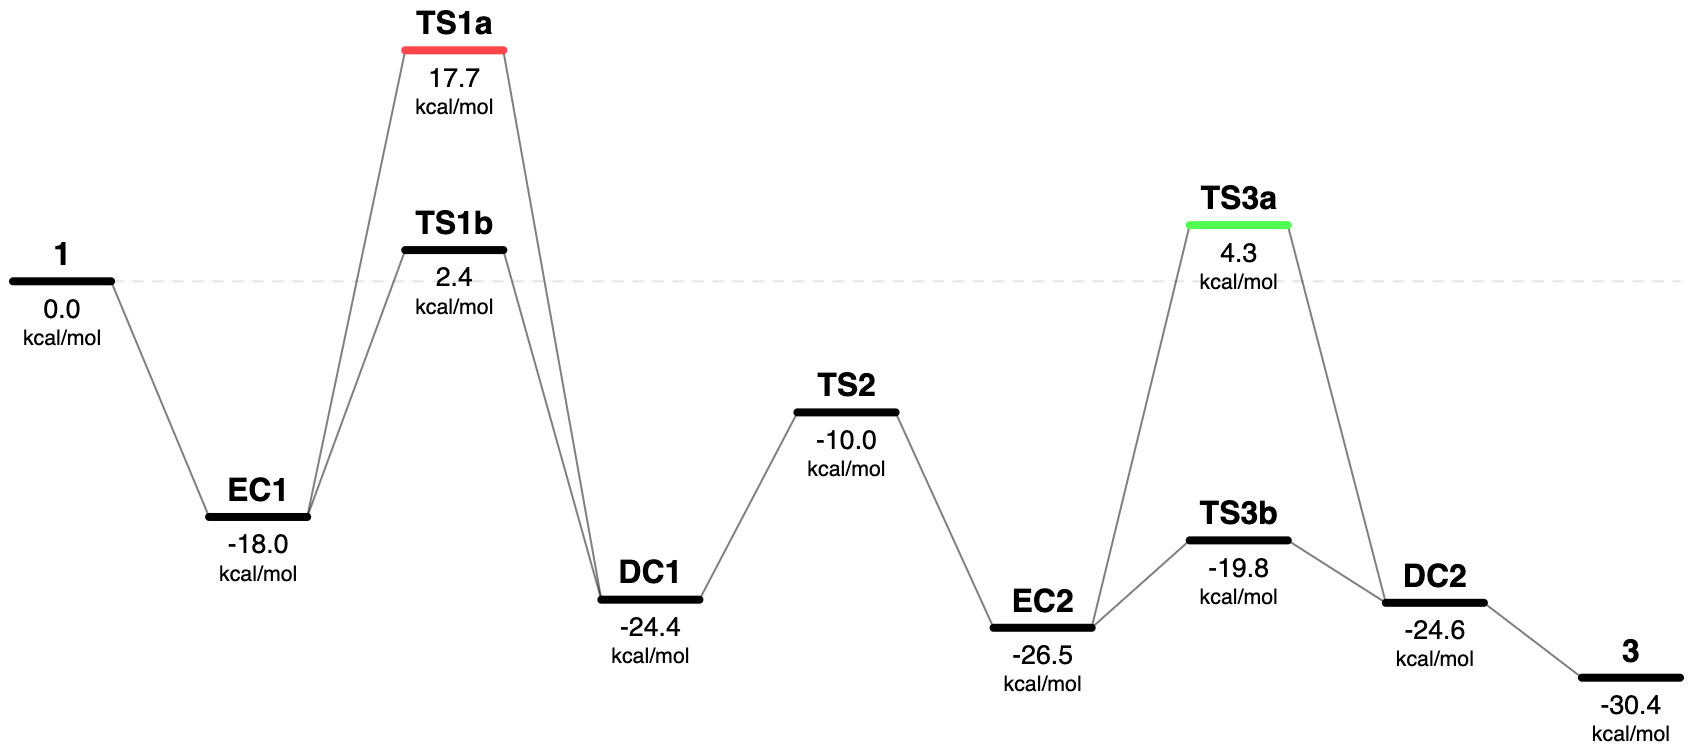 TS1a
17.7
kcal/mol
TS1b
2.4
kcal/mol
1
0.0
kcal/mol
EC1
-18.0
kcal/mol
DC1
-24.4
kcal/mol
TS2
-10.0
kcal/mol
EC2
-26.5
kcal/mol
TS3a
4.3
kcal/mol
TS3b
-19.8
kcal/mol
DC2
-24.6
kcal/mol
3
-30.4
kcal/mol